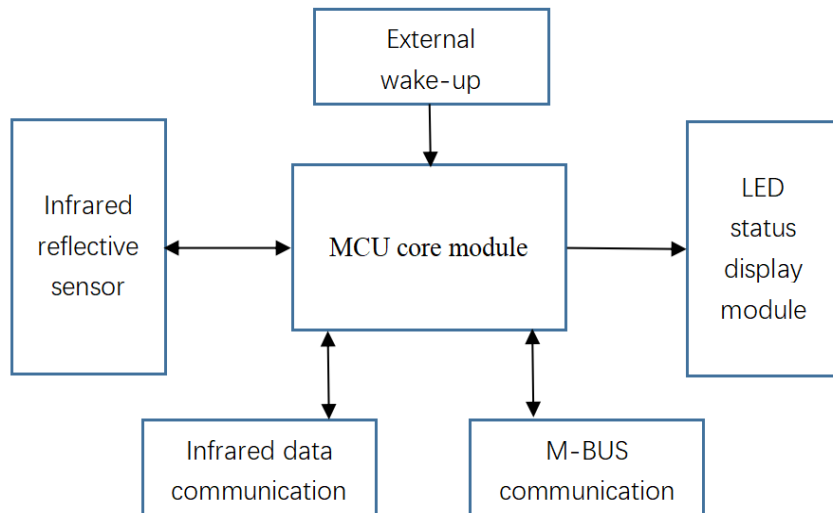 External
wake-up
Infrared
reflective
sensor
MCU core module
LED
status
display
module
Infrared data
communication
M-BUS
communication